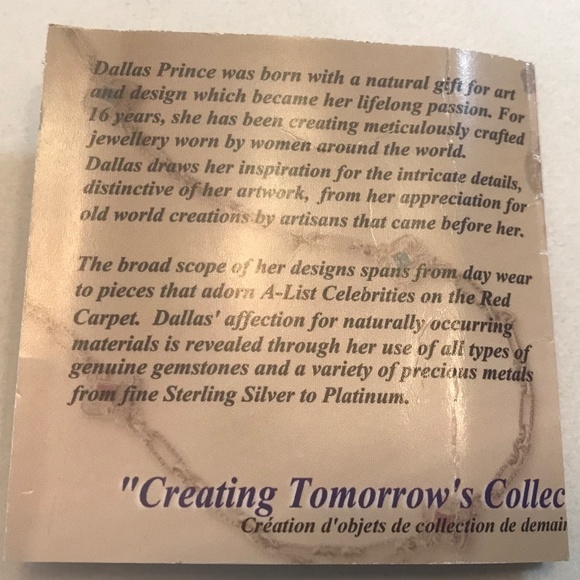 Dallas Prince was born with a natural gift for art
and design which became her lifelong passion. For
16 years, she has been creating meticulously crafted
jewellery worn by women around the world.
Dallas draws her inspiration for the intricate details,
distinctive of her artwork, from her appreciation for
old world creations by artisans that came before her.
The broad scope of her designs spans from day wear
to pieces that adorn A-List Celebrities on the Red
Carpet. Dallas' affection for naturally occurring
materials is revealed through her use of all types of
genuine gemstones and a variety of precious metals
from fine Sterling Silver to Platinum.
"Creating Tomorrow's Collec
Création d'objets de collection de demain